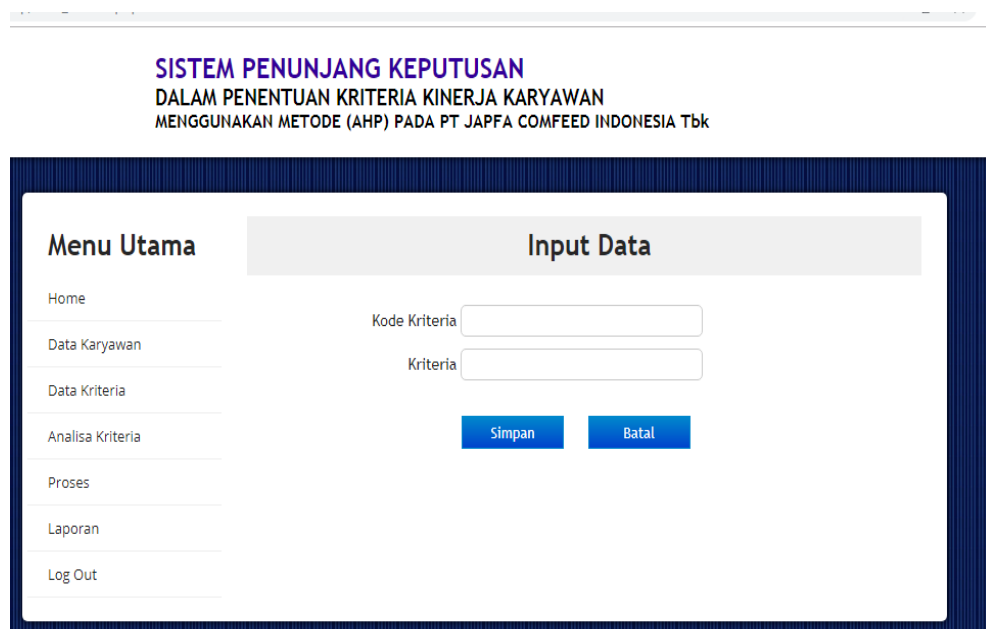 SISTEM PENUNJANG KEPUTUSAN
DALAM PENENTUAN KRITERIA KINERJA KARYAWAN
MENGGUNAKAN METODE (AHP) PADA PT JAPFA COMFEED INDONESIA Tbk
Menu Utama
Home
Data Karyawan
Data Kriteria
Analisa Kriteria
Proses
Laporan
Log Out
Input Data
Kode Kriteria
Kriteria
Simpan Batal